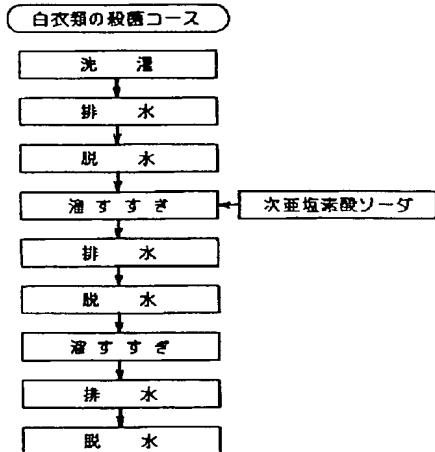 白衣類の殺菌コース
洗 濯
排 水
脱 水
溜 す す ぎ
次亜塩素酸ソーダ
排 水
脱 水
溜 す す ぎ
排 水
脱 水